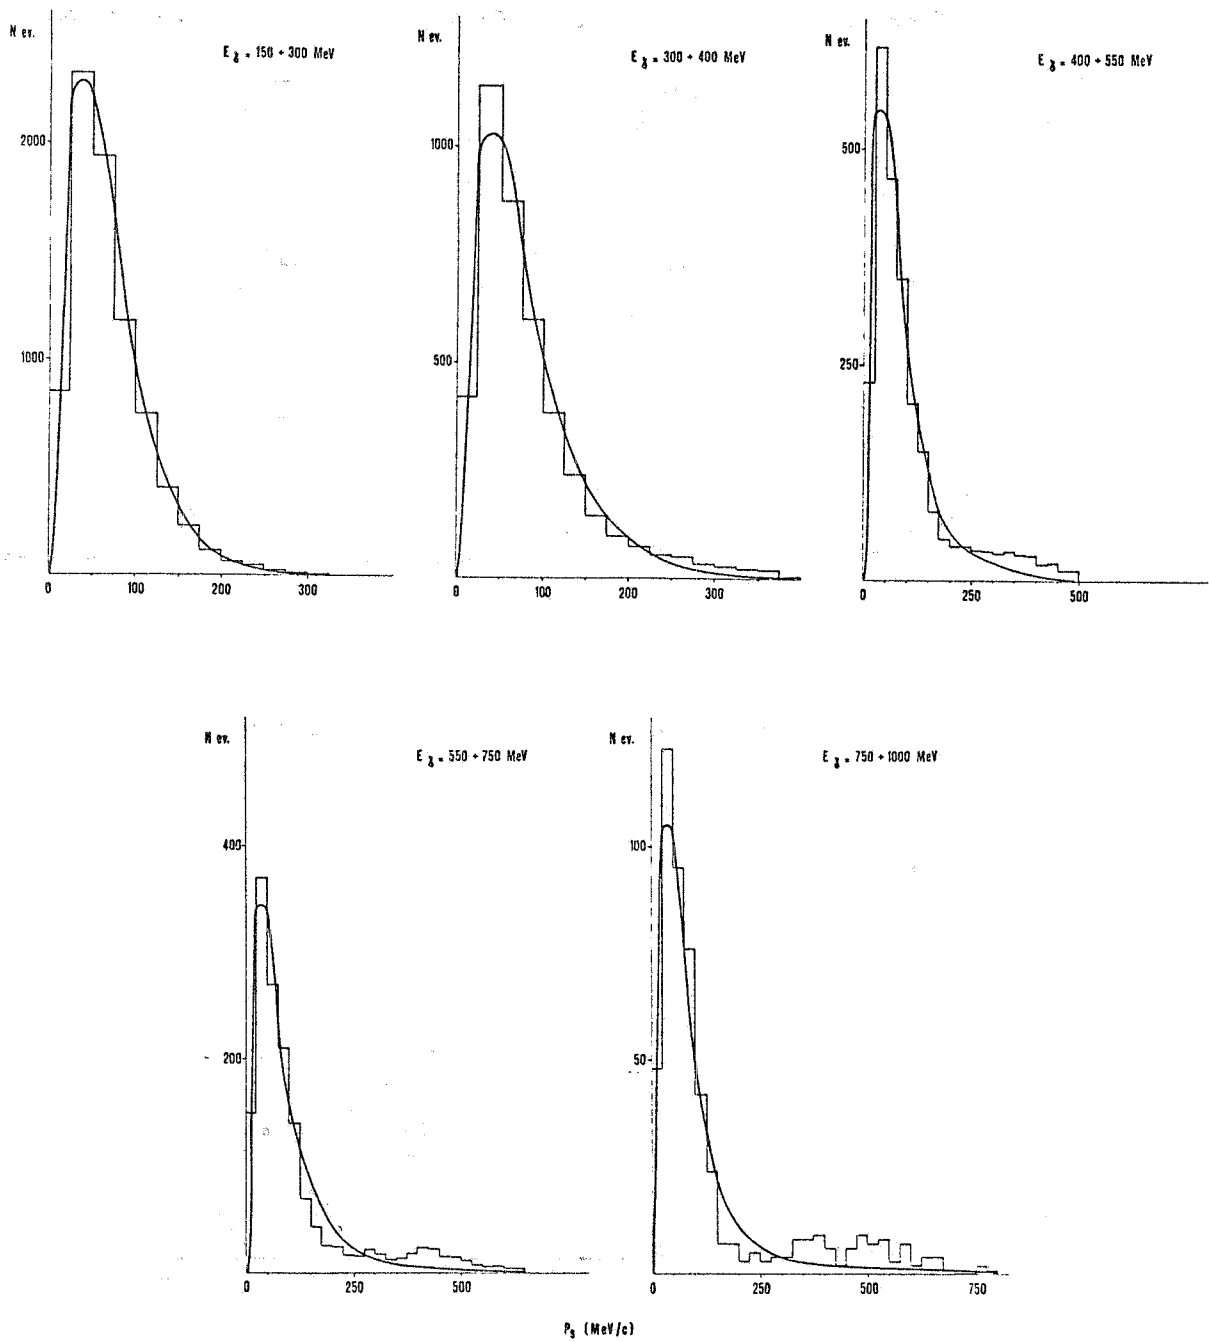 N ev.
E γ = 150 ÷ 300 MeV
2000
1000
0
100
200
300
N ev.
E γ = 300 ÷ 400 MeV
1000
500
0
100
200
300
N ev.
E γ = 400 ÷ 550 MeV
500
250
0
250
500
N ev.
E γ = 550 ÷ 750 MeV
400
200
0
250
500
N ev.
E γ = 750 ÷ 1000 MeV
100
50
0
250
500
750
Ps (MeV/c)